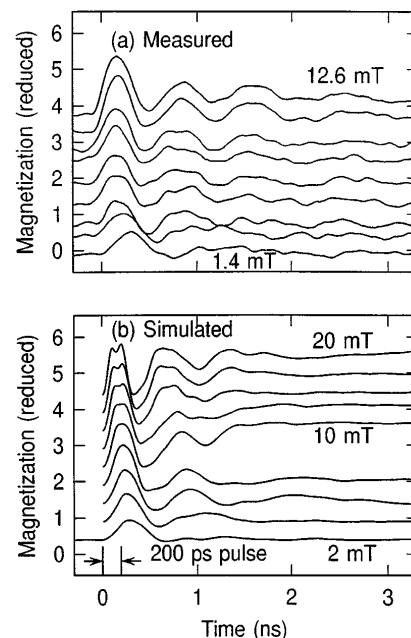 (a) Measured
12.6 mT
1.4 mT
Magnetization (reduced)
6
5
4
3
2
1
0
(b) Simulated
20 mT
10 mT
2 mT
200 ps pulse
Magnetization (reduced)
6
5
4
3
2
1
0
0 1 2 3
Time (ns)